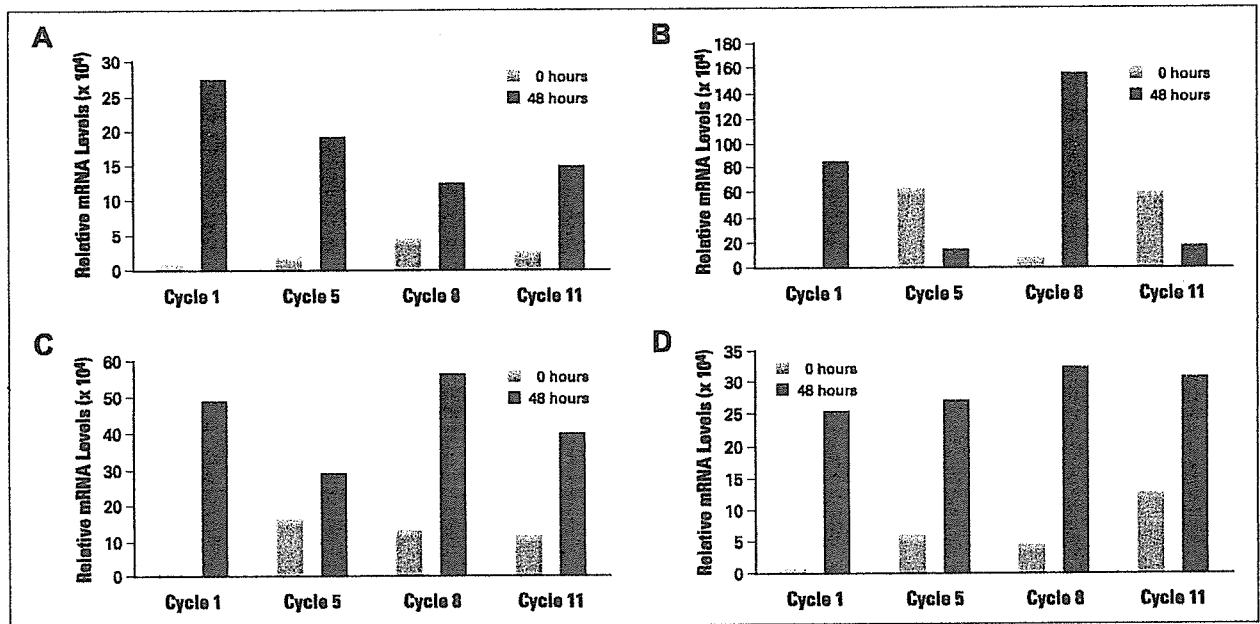 A
Relative mRNA Levels (x 10⁴)
30
25
20
15
10
5
0
0 hours
48 hours
Cycle 1
Cycle 5
Cycle 8
Cycle 11
B
Relative mRNA Levels (x 10⁴)
180
160
140
120
100
80
60
40
20
0
0 hours
48 hours
Cycle 1
Cycle 5
Cycle 8
Cycle 11
C
Relative mRNA Levels (x 10⁴)
60
50
40
30
20
10
0
0 hours
48 hours
Cycle 1
Cycle 5
Cycle 8
Cycle 11
D
Relative mRNA Levels (x 10⁴)
35
30
25
15
10
5
0
0 hours
48 hours
Cycle 1
Cycle 5
Cycle 8
Cycle 11